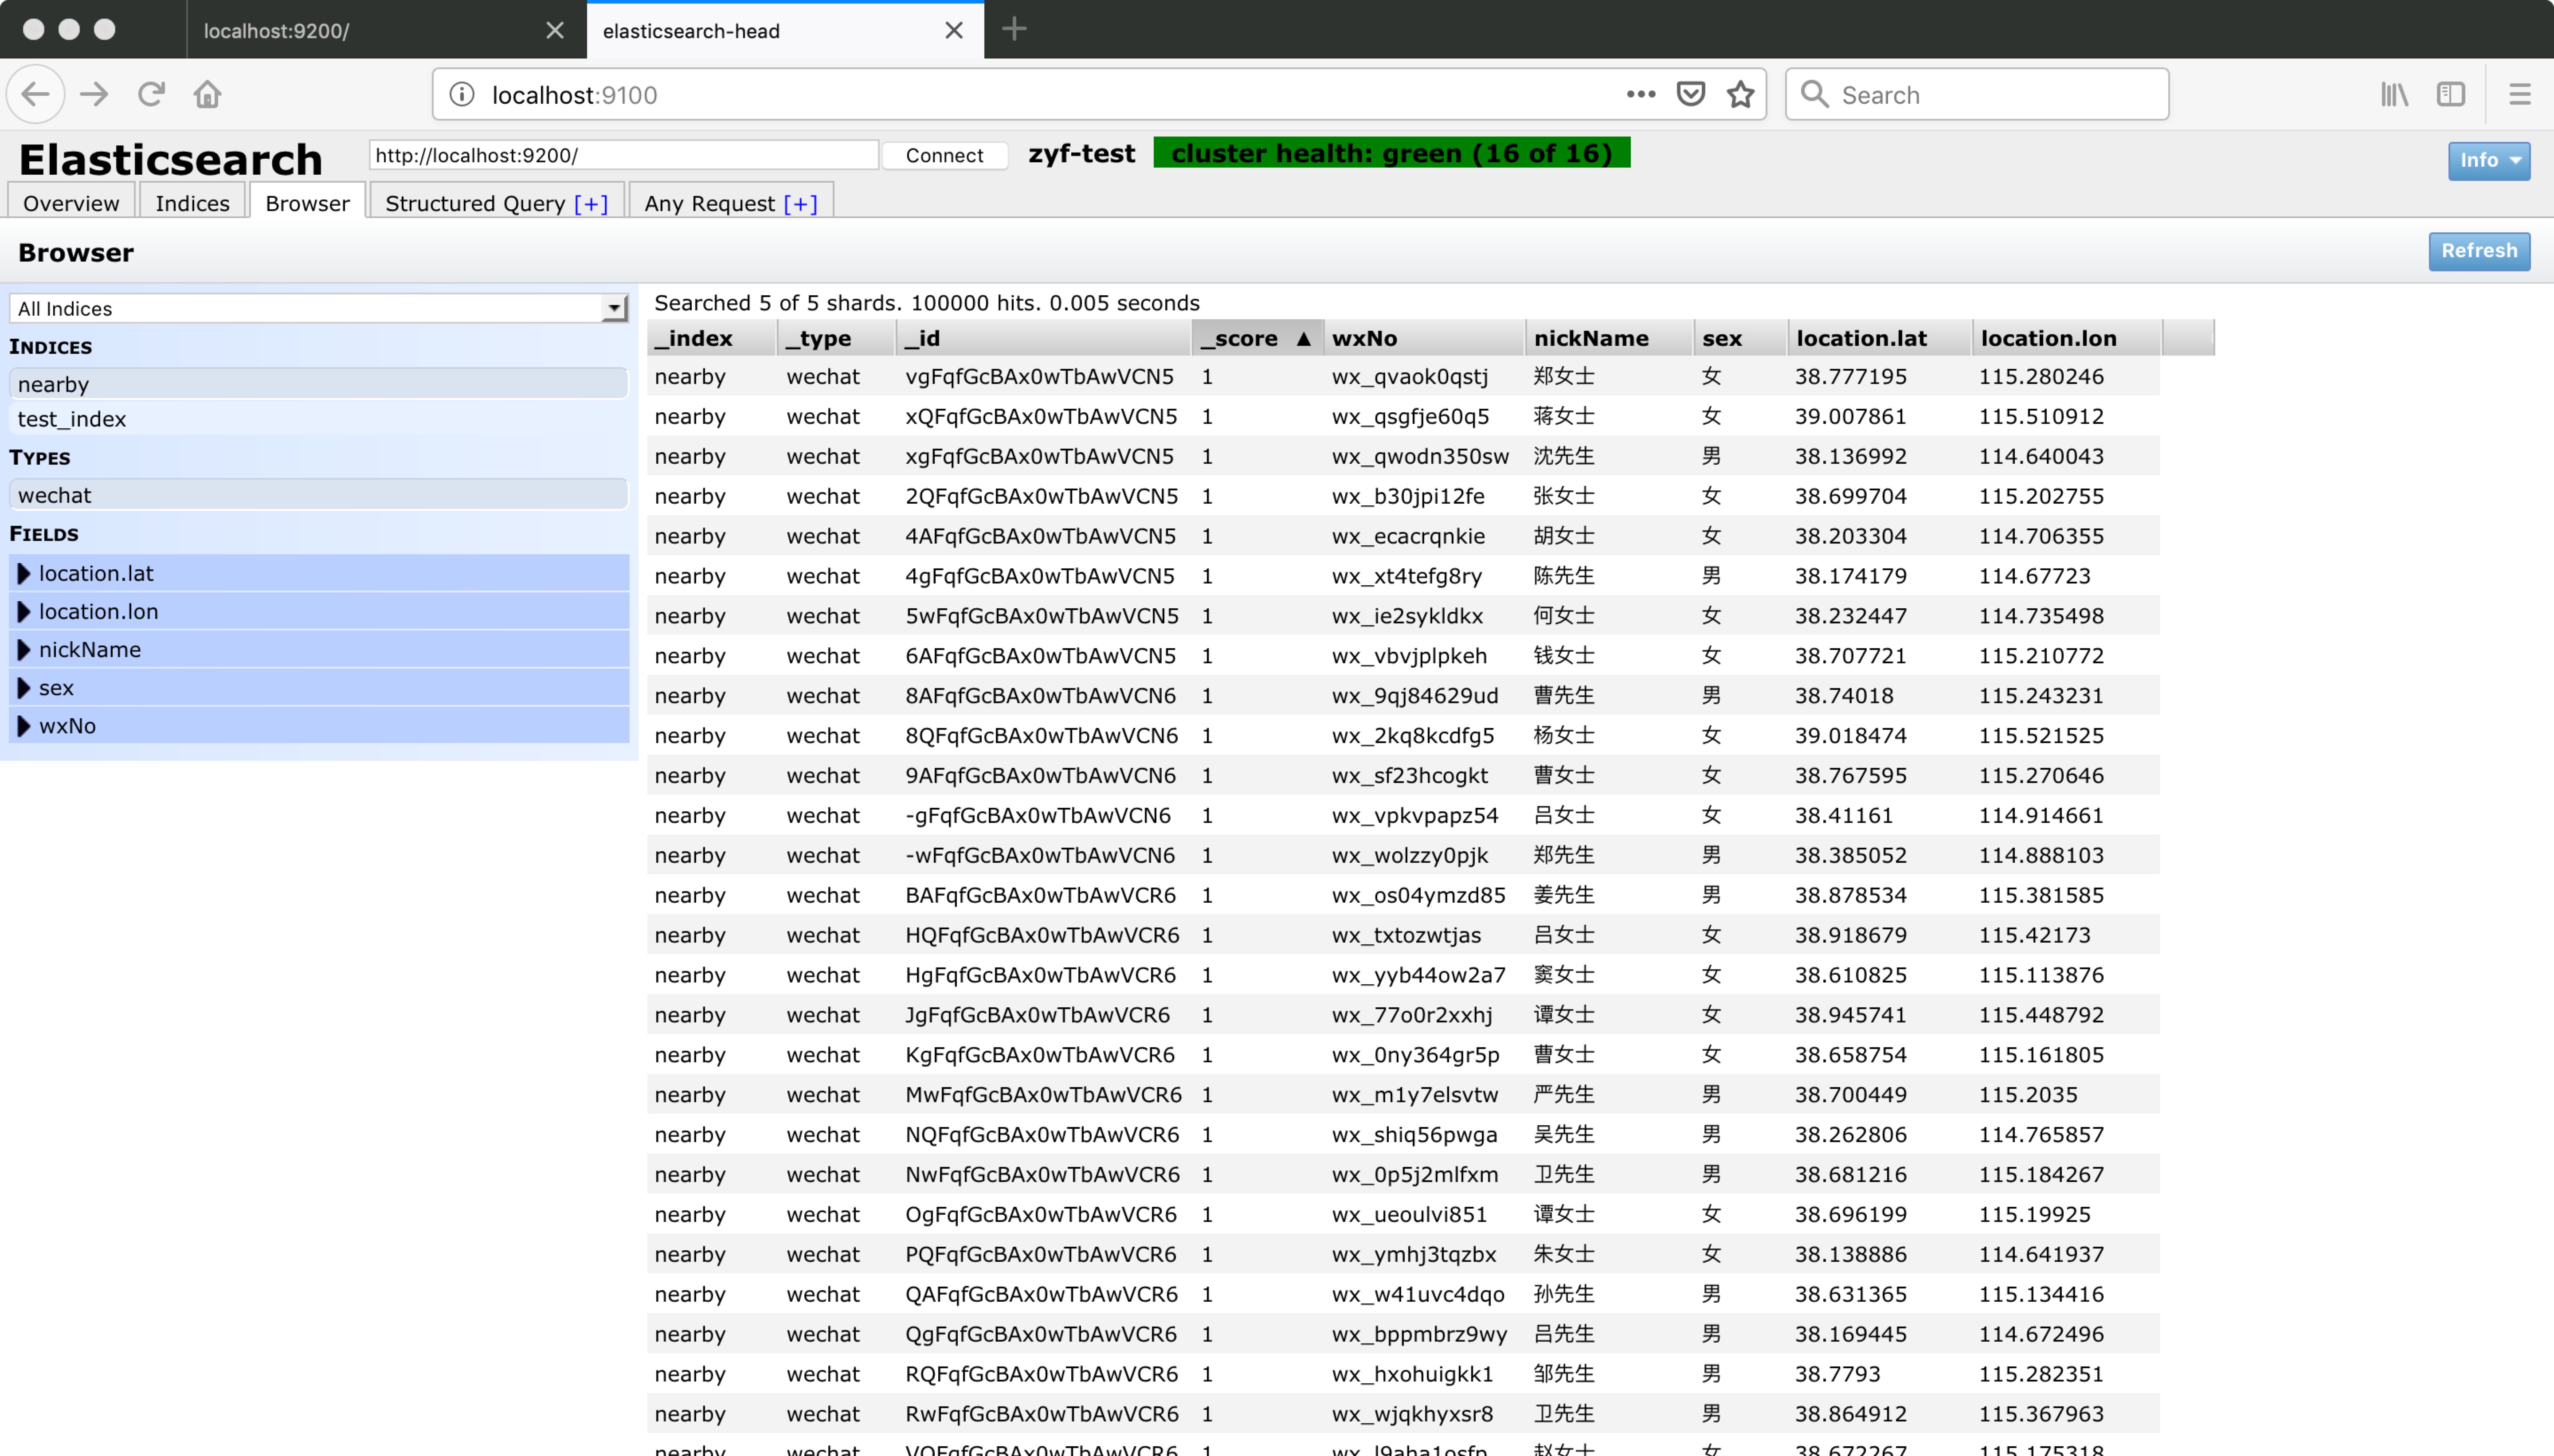 localhost:9200/
elasticsearch-head
localhost:9100
Search
Elasticsearch
http://localhost:9200/ Connect zyf-test cluster health: green (16 of 16) Info
Overview Indices Browser Structured Query [+] Any Request [+]
Browser Refresh
All Indices
INDICES
nearby
test_index
TYPES
wechat
FIELDS
location.lat
location.lon
nickName
sex
wxNo
Searched 5 of 5 shards. 100000 hits. 0.005 seconds
_index _type _id _score ▲ wxNo nickName sex location.lat location.lon
nearby wechat vgFqfGcBAx0wTbAwVCN5 1 wx_qvaok0qstj 郑女士 女 38.777195 115.280246
nearby wechat xQFqfGcBAx0wTbAwVCN5 1 wx_qsgfje60q5 蒋女士 女 39.007861 115.510912
nearby wechat xgFqfGcBAx0wTbAwVCN5 1 wx_qwodn350sw 沈先生 男 38.136992 114.640043
nearby wechat 2QFqfGcBAx0wTbAwVCN5 1 wx_b30jpi12fe 张女士 女 38.699704 115.202755
nearby wechat 4AFqfGcBAx0wTbAwVCN5 1 wx_ecacrqnkie 胡女士 女 38.203304 114.706355
nearby wechat 4gFqfGcBAx0wTbAwVCN5 1 wx_xt4tefg8ry 陈先生 男 38.174179 114.67723
nearby wechat 5wFqfGcBAx0wTbAwVCN5 1 wx_ie2sykldkx 何女士 女 38.232447 114.735498
nearby wechat 6AFqfGcBAx0wTbAwVCN5 1 wx_vbvjplpkeh 钱女士 女 38.707721 115.210772
nearby wechat 8AFqfGcBAx0wTbAwVCN6 1 wx_9qj84629ud 曹先生 男 38.74018 115.243231
nearby wechat 8QFqfGcBAx0wTbAwVCN6 1 wx_2kq8kcdfg5 杨女士 女 39.018474 115.521525
nearby wechat 9AFqfGcBAx0wTbAwVCN6 1 wx_sf23hcogkt 曹女士 女 38.767595 115.270646
nearby wechat -gFqfGcBAx0wTbAwVCN6 1 wx_vpkvpapz54 吕女士 女 38.41161 114.914661
nearby wechat -wFqfGcBAx0wTbAwVCN6 1 wx_wolzzy0pjk 郑先生 男 38.385052 114.888103
nearby wechat BAFqfGcBAx0wTbAwVCR6 1 wx_os04ymzd85 姜先生 男 38.878534 115.381585
nearby wechat HQFqfGcBAx0wTbAwVCR6 1 wx_txtozwtjas 吕女士 女 38.918679 115.42173
nearby wechat HgFqfGcBAx0wTbAwVCR6 1 wx_yyb44ow2a7 窦女士 女 38.610825 115.113876
nearby wechat JgFqfGcBAx0wTbAwVCR6 1 wx_77o0r2xxhj 谭女士 女 38.945741 115.448792
nearby wechat KgFqfGcBAx0wTbAwVCR6 1 wx_0ny364gr5p 曹女士 女 38.658754 115.161805
nearby wechat MwFqfGcBAx0wTbAwVCR6 1 wx_m1y7elsvtw 严先生 男 38.700449 115.2035
nearby wechat NQFqfGcBAx0wTbAwVCR6 1 wx_shiq56pwga 吴先生 男 38.262806 114.765857
nearby wechat NwFqfGcBAx0wTbAwVCR6 1 wx_0p5j2mlfxm 卫先生 男 38.681216 115.184267
nearby wechat OgFqfGcBAx0wTbAwVCR6 1 wx_ueoulvi851 谭女士 女 38.696199 115.19925
nearby wechat PQFqfGcBAx0wTbAwVCR6 1 wx_ymhj3tqzbx 朱女士 女 38.138886 114.641937
nearby wechat QAFqfGcBAx0wTbAwVCR6 1 wx_w41uvc4dqo 孙先生 男 38.631365 115.134416
nearby wechat QgFqfGcBAx0wTbAwVCR6 1 wx_bppmbrz9wy 吕先生 男 38.169445 114.672496
nearby wechat RQFqfGcBAx0wTbAwVCR6 1 wx_hxohuigkk1 邹先生 男 38.7793 115.282351
nearby wechat RwFqfGcBAx0wTbAwVCR6 1 wx_wjqkhyxsr8 卫先生 男 38.864912 115.367963
nearby wechat VQFqfGcBAx0wTbAwVCR6 1 赵女士 女 38.672267 115.175318